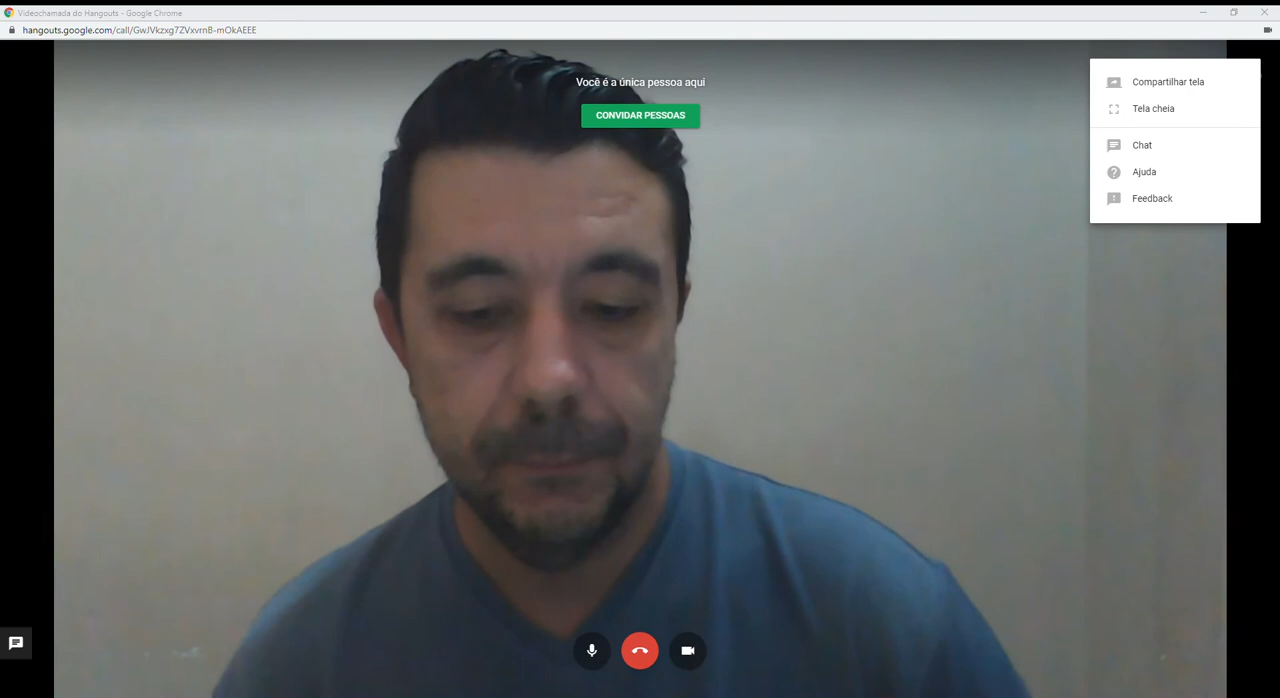 Videochamada do Hangouts - Google Chrome
hangouts.google.com/call/GwJVkzxg7ZVxvrnB-mOkAEEE
Você é a única pessoa aqui
CONVIDAR PESSOAS
Compartilhar tela
Tela cheia
Chat
Ajuda
Feedback